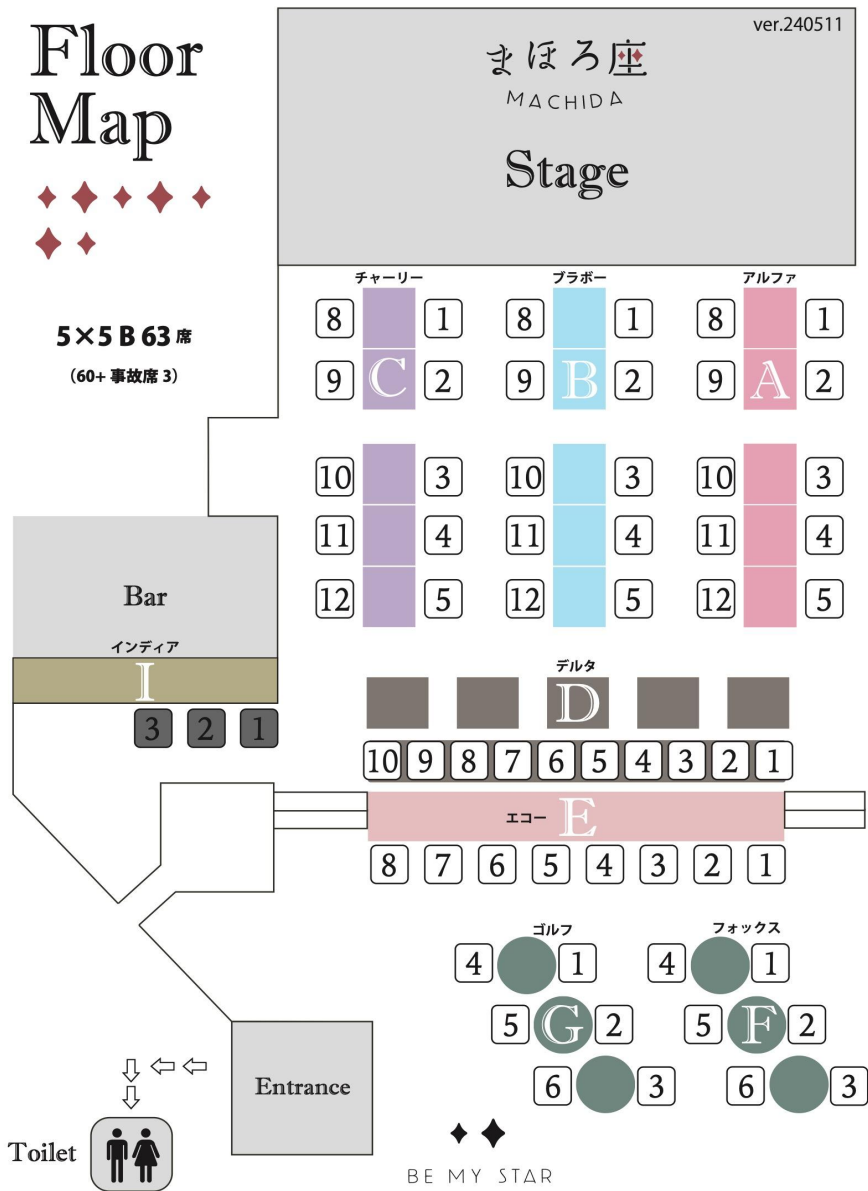 Floor
Map
ver.240511
まほろ座
MACHIDA
Stage
5×5 B 63 席
(60+ 事故席 3)
チャーリー ブラボー アルファ
8 1 8 1 8 1
9 C 2 9 B 2 9 A 2
10 3 10 3 10 3
11 4 11 4 11 4
12 5 12 5 12 5
Bar
インディア
I
3 2 1
デルタ
D
10 9 8 7 6 5 4 3 2 1
エコー E
8 7 6 5 4 3 2 1
ゴルフ フォックス
4 1 4 1
5 G 2 5 F 2
6 3 6 3
Entrance
Toilet
BE MY STAR